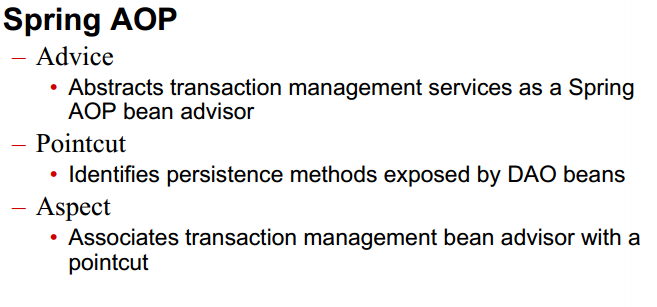 Spring AOP
– Advice
• Abstracts transaction management services as a Spring
AOP bean advisor
– Pointcut
• Identifies persistence methods exposed by DAO beans
– Aspect
• Associates transaction management bean advisor with a
pointcut